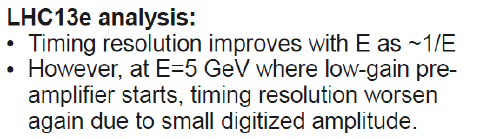 LHC13e analysis:
• Timing resolution improves with E as ~1/E
• However, at E=5 GeV where low-gain pre-
amplifier starts, timing resolution worsen
again due to small digitized amplitude.